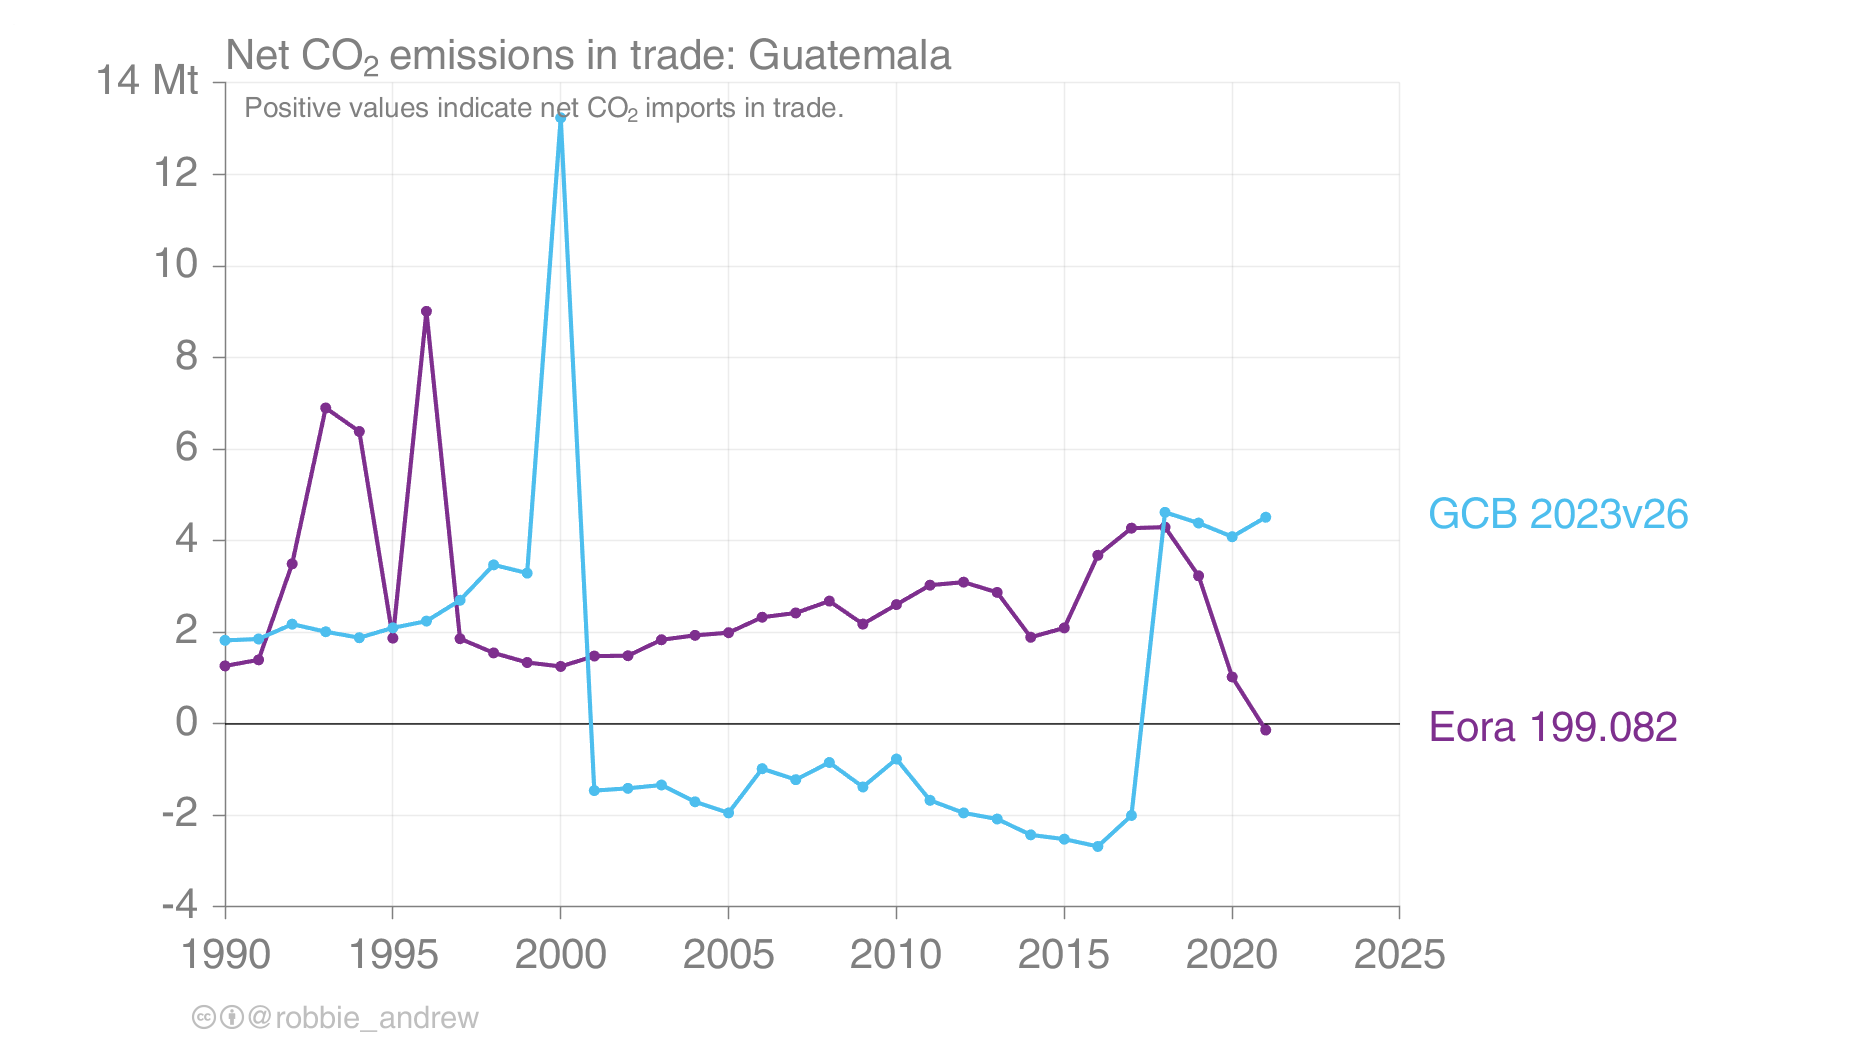 Net CO₂ emissions in trade: Guatemala
14 Mt
Positive values indicate net CO₂ imports in trade.
12
10
8
6
4
2
0
-2
-4
GCB 2023v26
Eora 199.082
1990 1995 2000 2005 2010 2015 2020 2025
@robbie_andrew